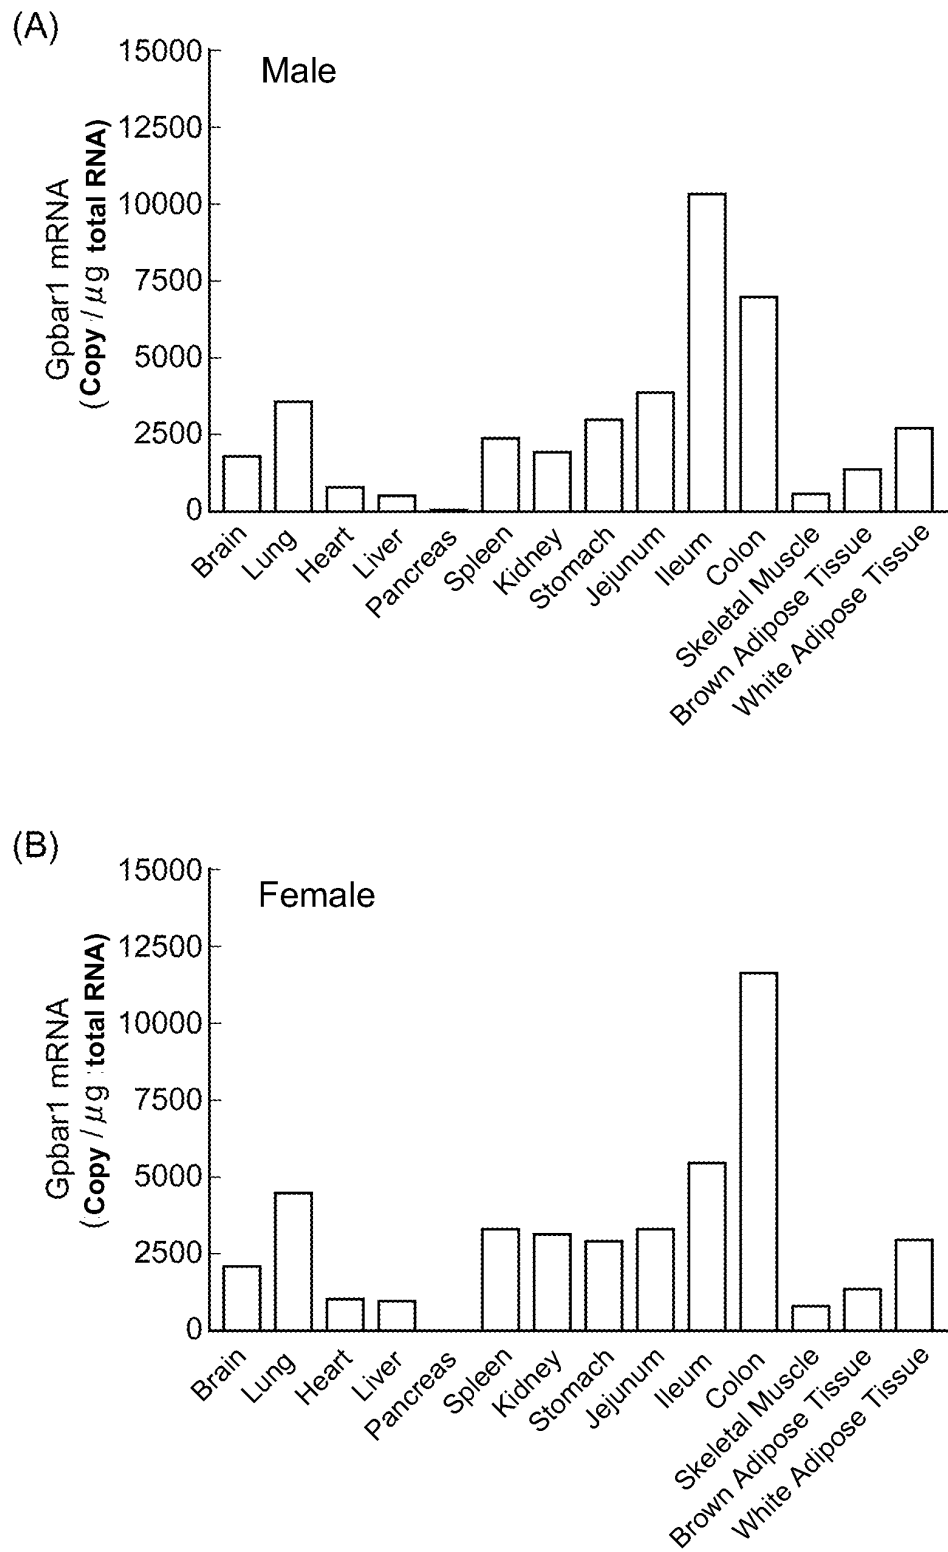 (A)
Male
Gpbar1 mRNA
(Copy / μg total RNA)
15000
12500
10000
7500
5000
2500
0
Brain
Lung
Heart
Liver
Pancreas
Spleen
Kidney
Stomach
Jejunum
Ileum
Colon
Skeletal Muscle
Brown Adipose Tissue
White Adipose Tissue
(B)
Female
Gpbar1 mRNA
(Copy / μg total RNA)
15000
12500
10000
7500
5000
2500
0
Brain
Lung
Heart
Liver
Pancreas
Spleen
Kidney
Stomach
Jejunum
Ileum
Colon
Skeletal Muscle
Brown Adipose Tissue
White Adipose Tissue